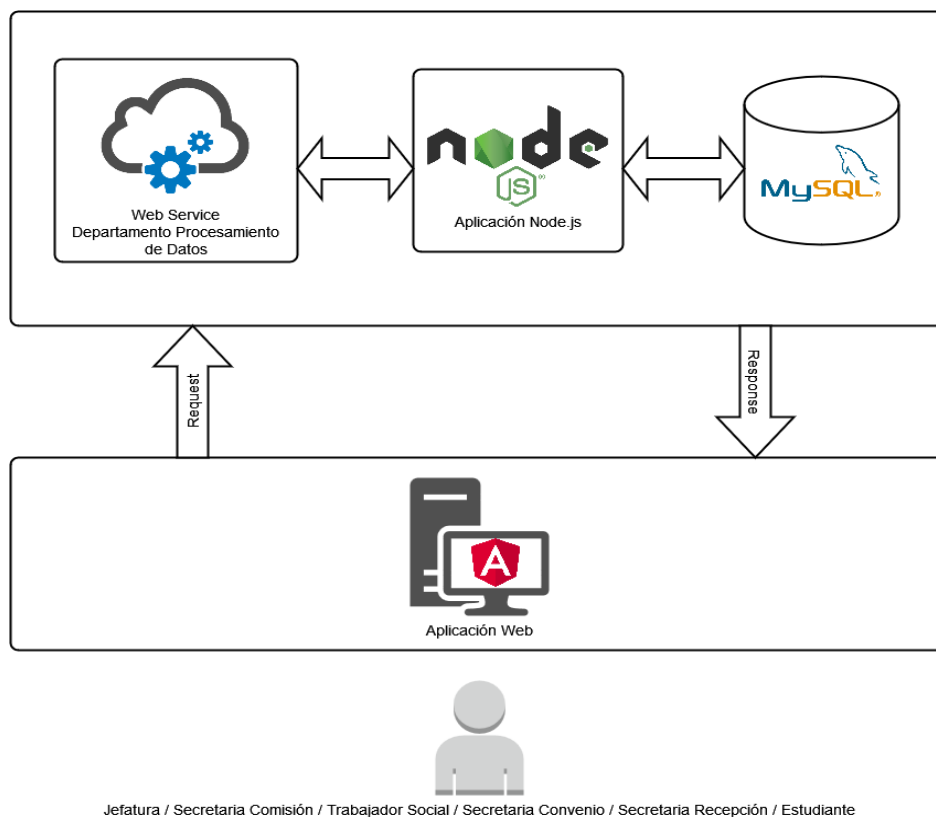 node
JS
Web Service
Departamento Procesamiento
de Datos
Aplicación Node.js
MySQL
Request
Response
A
Aplicación Web
Jefatura / Secretaria Comisión / Trabajador Social / Secretaria Convenio / Secretaria Recepción / Estudiante